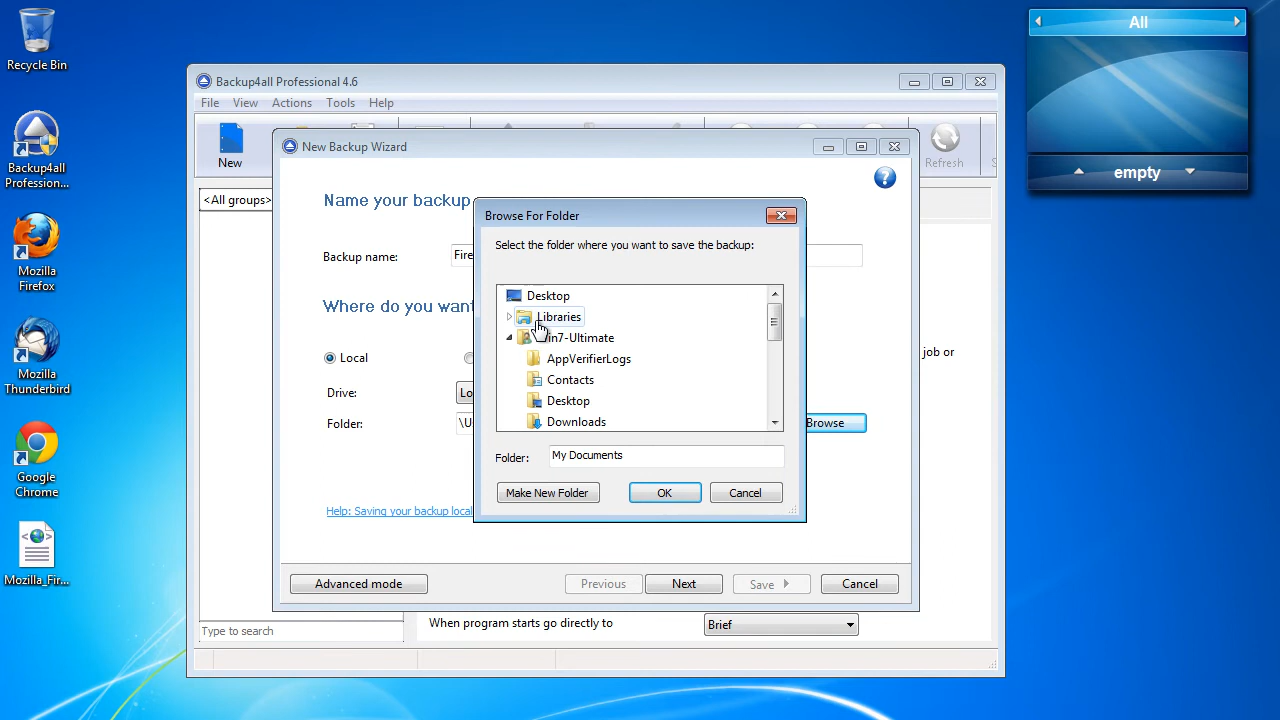 Recycle Bin
Backup4all
Professional...
Mozilla
Firefox
Mozilla
Thunderbird
Google
Chrome
Mozilla_Fir...
All
empty
Backup4all Professional 4.6
File View Actions Tools Help
New
Refresh
<All groups>
New Backup Wizard
Name your backup
Backup name:
Fire
Where do you want
Local
job or
Drive:
Lo
Folder:
\U
Browse
Help: Saving your backup local
Browse For Folder
Select the folder where you want to save the backup:
Desktop
Libraries
Win7-Ultimate
AppVerifierLogs
Contacts
Desktop
Downloads
Folder: My Documents
Make New Folder OK Cancel
Advanced mode Previous Next Save Cancel
Type to search
When program starts go directly to Brief